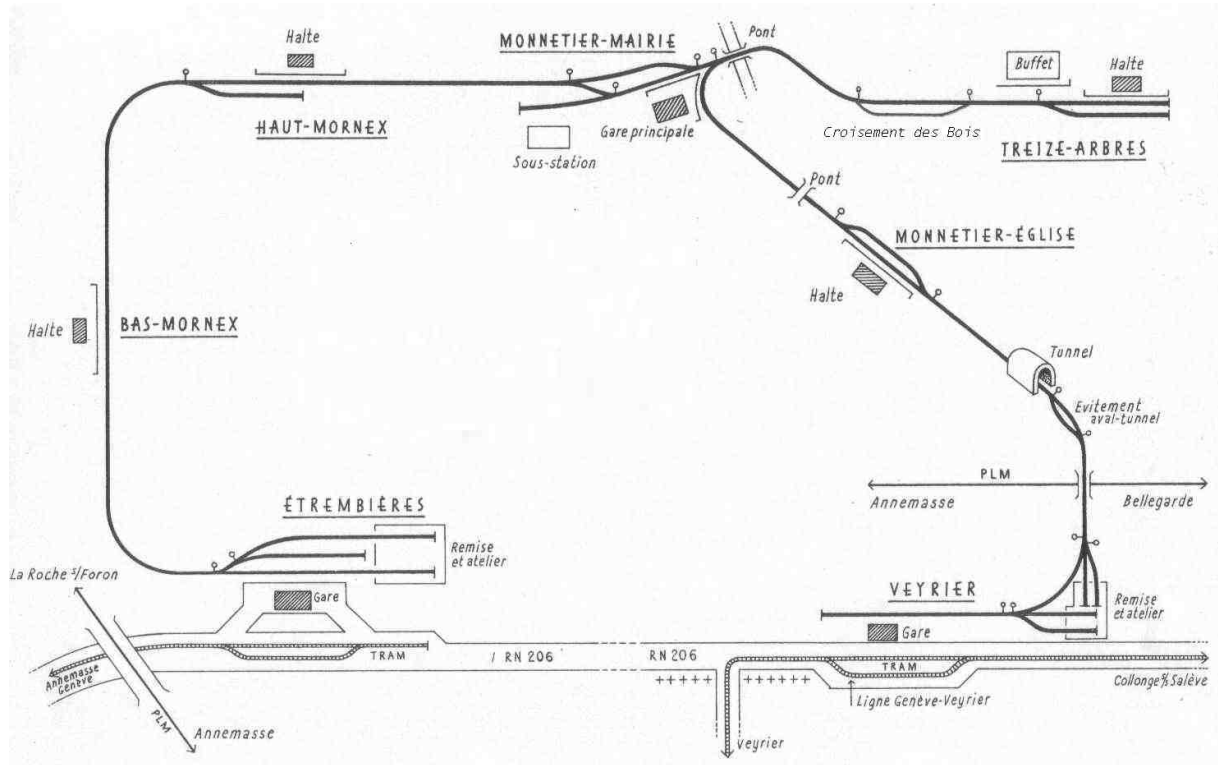 Halte
MONNETIER-MAIRIE
Pont
Buffet
Halte
HAUT-MORNEX
Gare principale
Sous-station
Croisement des Bois
TREIZE-ARBRES
Pont
MONNETIER-ÉGLISE
Halte
Halte
BAS-MORNEX
Tunnel
Evitement
aval-tunnel
PLM
Annemasse
Bellegarde
ÉTREMBIÈRES
Remise
et atelier
La Roche s/Foron
Gare
VEYRIER
Remise
et atelier
Gare
TRAM
RN 206
RN 206
TRAM
Annemasse
Genève
PLM
Annemasse
Ligne Genève-Veyrier
Collonge s/s Salève
Veyrier